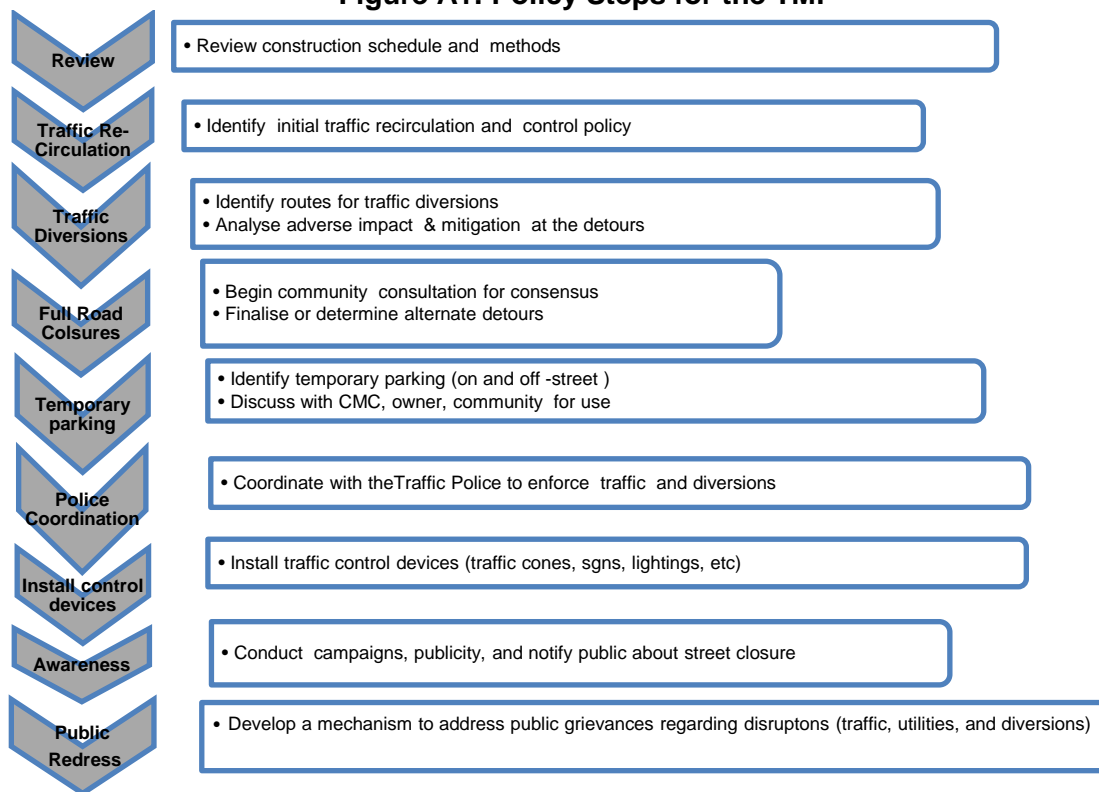 Figure A1: Policy Steps for the TMP
Review
• Review construction schedule and methods
Traffic Re-
Circulation
• Identify initial traffic recirculation and control policy
Traffic
Diversions
• Identify routes for traffic diversions
• Analyse adverse impact & mitigation at the detours
Full Road
Colsures
• Begin community consultation for consensus
• Finalise or determine alternate detours
Temporary
parking
• Identify temporary parking (on and off -street )
• Discuss with CMC, owner, community for use
Police
Coordination
• Coordinate with theTraffic Police to enforce traffic and diversions
Install control
devices
• Install traffic control devices (traffic cones, sgns, lightings, etc)
Awareness
• Conduct campaigns, publicity, and notify public about street closure
Public
Redress
• Develop a mechanism to address public grievances regarding disruptons (traffic, utilities, and diversions)